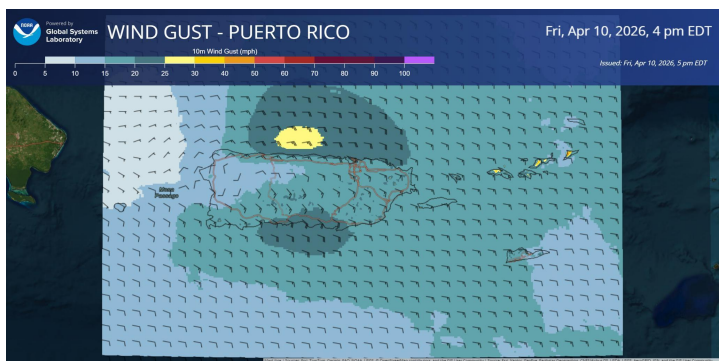 NOAA
Powered by
Global Systems
Laboratory
WIND GUST - PUERTO RICO
Fri, Apr 10, 2026, 4 pm EDT
Issued: Fri, Apr 10, 2026, 5 pm EDT
10m Wind Gust (mph)
0 5 10 15 20 25 30 40 50 60 70 80 90 100
Mona
Passage